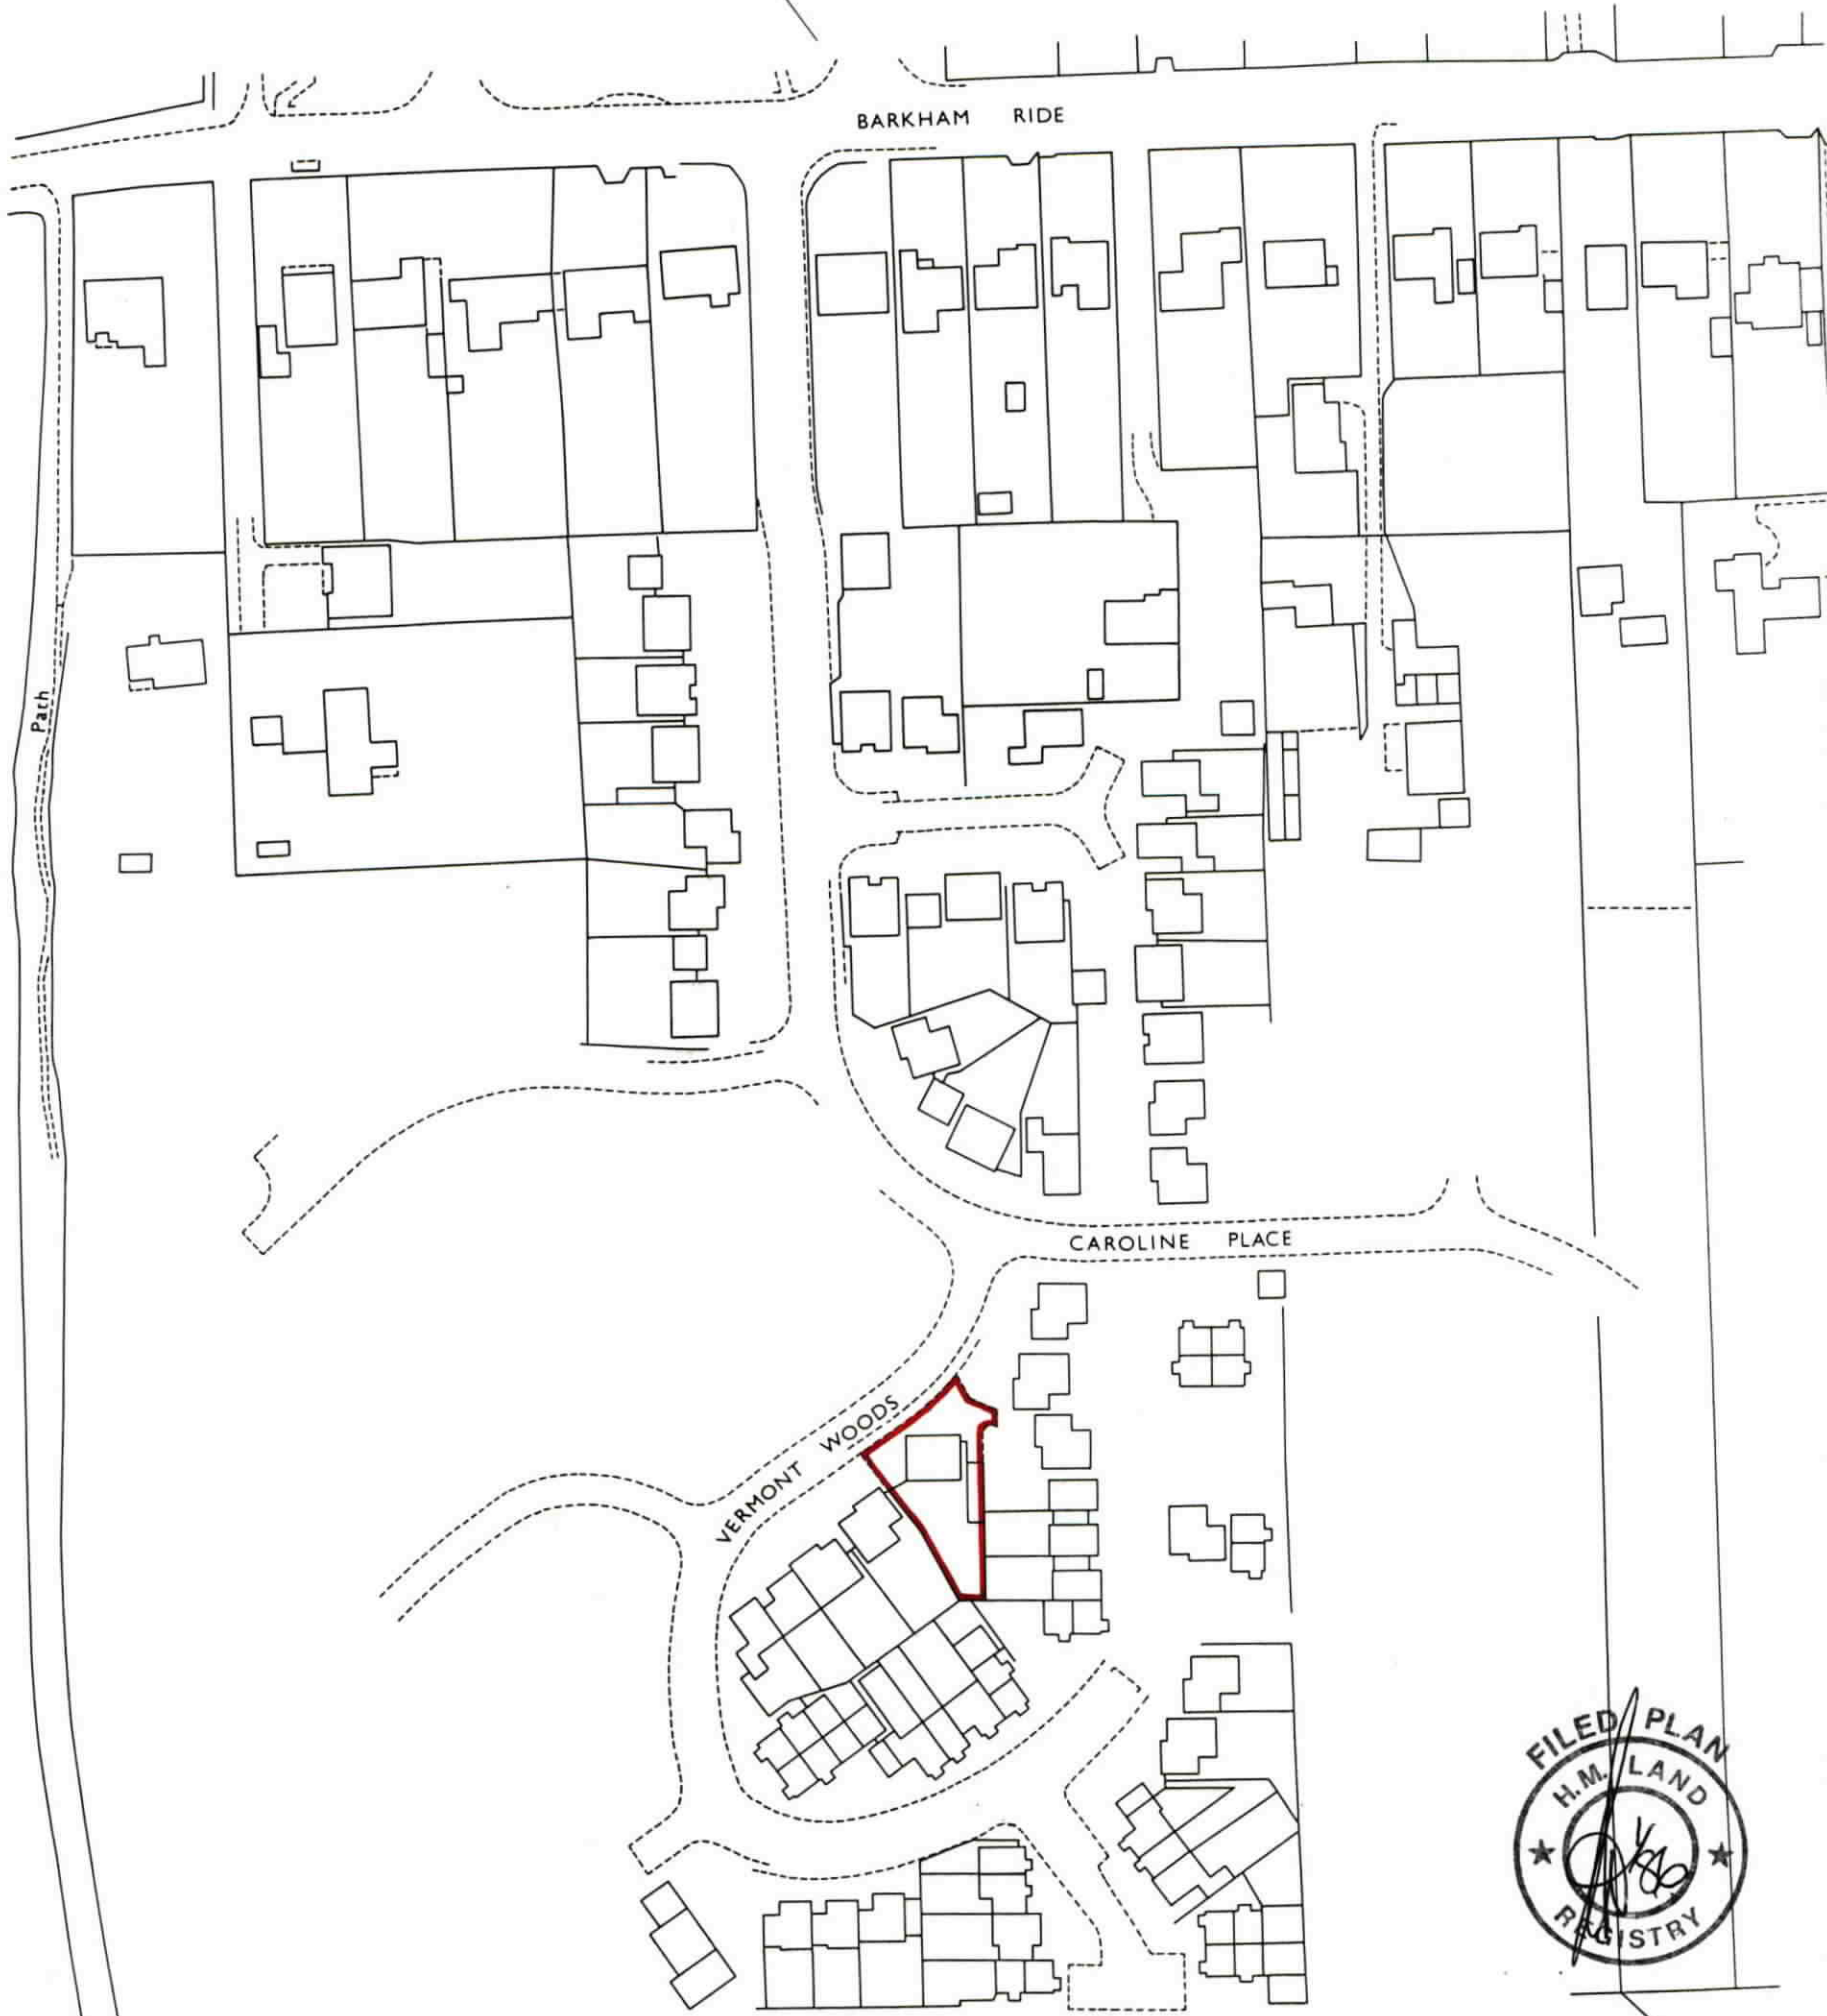 BARKHAM RIDE
Path
CAROLINE PLACE
VERMONT WOODS
FILED PLAN
H.M. LAND
REGISTRY